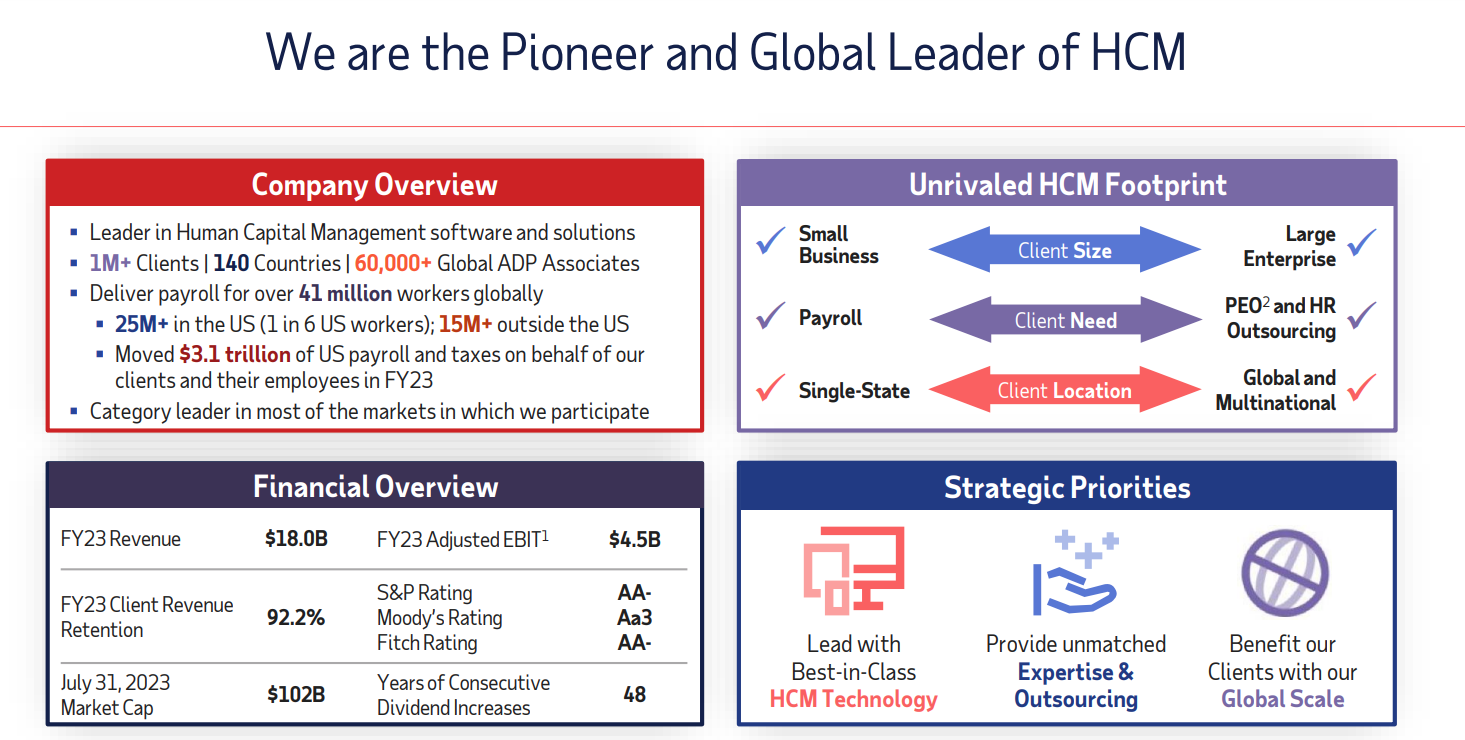 We are the Pioneer and Global Leader of HCM
Company Overview
▪ Leader in Human Capital Management software and solutions
▪ 1M+ Clients | 140 Countries | 60,000+ Global ADP Associates
▪ Deliver payroll for over 41 million workers globally
▪ 25M+ in the US (1 in 6 US workers); 15M+ outside the US
▪ Moved $3.1 trillion of US payroll and taxes on behalf of our
clients and their employees in FY23
▪ Category leader in most of the markets in which we participate
Unrivaled HCM Footprint
Small
Business
Client Size
Large
Enterprise
Payroll
Client Need
PEO² and HR
Outsourcing
Single-State
Client Location
Global and
Multinational
Financial Overview
FY23 Revenue $18.0B FY23 Adjusted EBIT¹ $4.5B
FY23 Client Revenue
Retention
92.2%
S&P Rating AA-
Moody's Rating Aa3
Fitch Rating AA-
July 31, 2023
Market Cap
$102B
Years of Consecutive
Dividend Increases
48
Strategic Priorities
Lead with
Best-in-Class
HCM Technology
Provide unmatched
Expertise &
Outsourcing
Benefit our
Clients with our
Global Scale